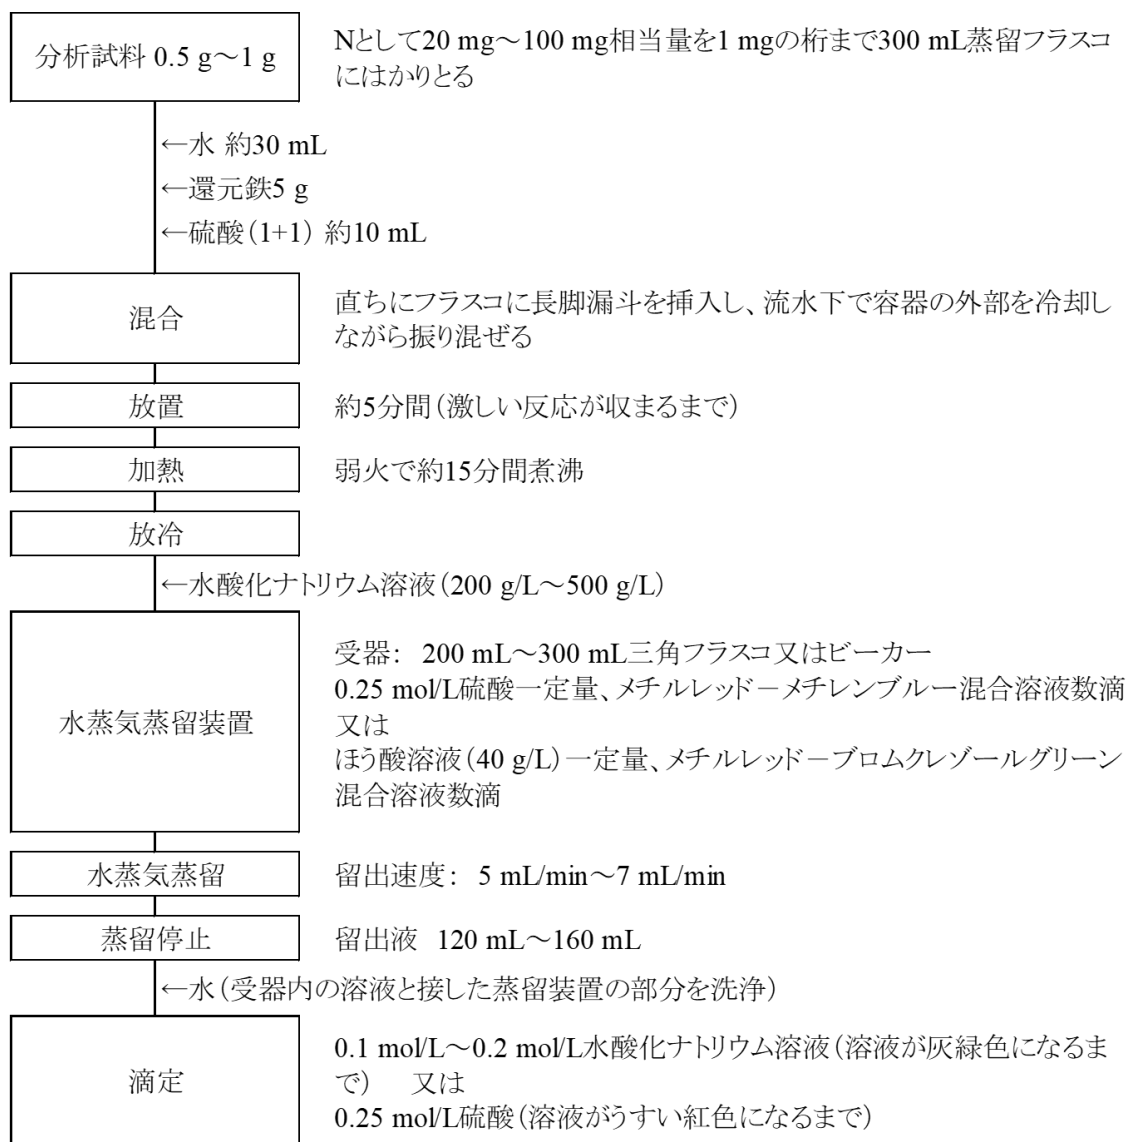 分析試料 0.5 g～1 g
Nとして20 mg～100 mg相当量を1 mgの桁まで300 mL蒸留フラスコ
にはかりとる
←水 約30 mL
←還元鉄5 g
←硫酸（1+1） 約10 mL
混合
直ちにフラスコに長脚漏斗を挿入し、流水下で容器の外部を冷却し
ながら振り混ぜる
放置
約5分間（激しい反応が収まるまで）
加熱
弱火で約15分間煮沸
放冷
←水酸化ナトリウム溶液（200 g/L～500 g/L）
水蒸気蒸留装置
受器： 200 mL～300 mL三角フラスコ又はビーカー
0.25 mol/L硫酸一定量、メチルレッド－メチレンブルー混合溶液数滴
又は
ほう酸溶液（40 g/L）一定量、メチルレッド－ブロムクレゾールグリーン
混合溶液数滴
水蒸気蒸留
留出速度： 5 mL/min～7 mL/min
蒸留停止
留出液 120 mL～160 mL
←水（受器内の溶液と接した蒸留装置の部分を洗浄）
滴定
0.1 mol/L～0.2 mol/L水酸化ナトリウム溶液（溶液が灰緑色になるま
で） 又は
0.25 mol/L硫酸（溶液がうすい紅色になるまで）